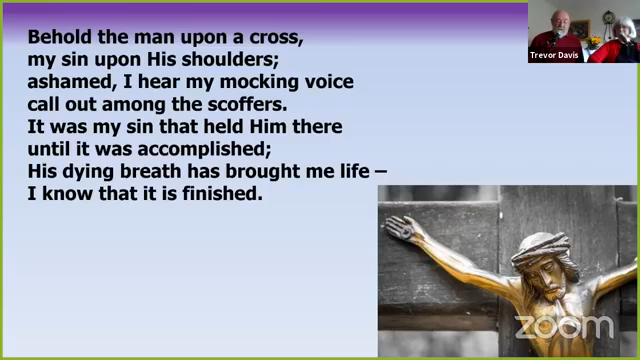 Behold the man upon a cross,
my sin upon His shoulders;
ashamed, I hear my mocking voice
call out among the scoffers.
It was my sin that held Him there
until it was accomplished;
His dying breath has brought me life –
I know that it is finished.
Trevor Davis
zoom